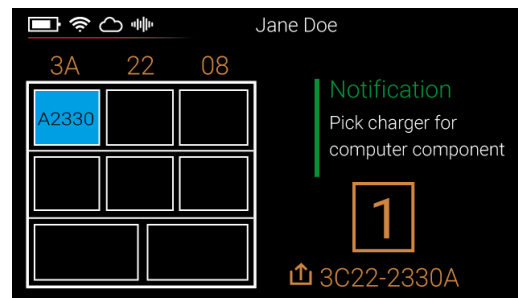 Jane Doe
3A 22 08
A2330
Notification
Pick charger for
computer component
1
3C22-2330A